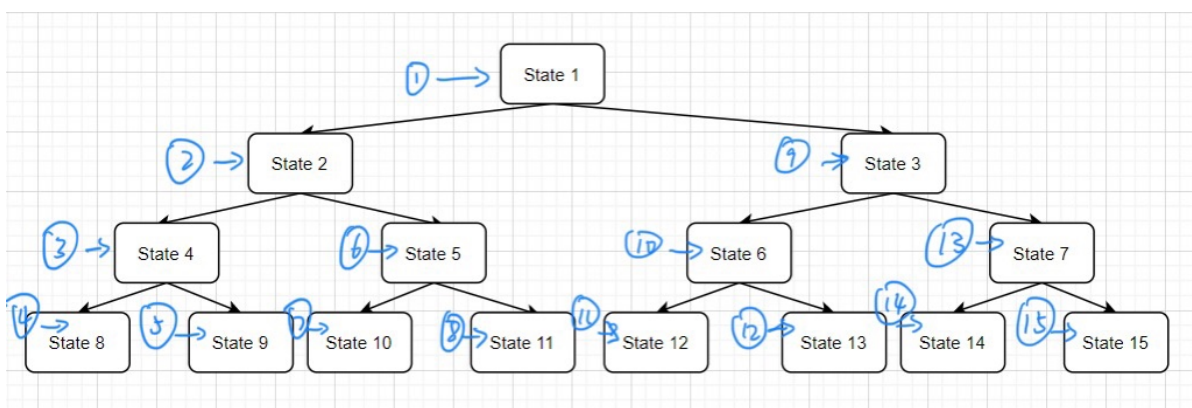 ① State 1
② State 2 ⑨ State 3
③ State 4 ⑥ State 5 ⑩ State 6 ⑬ State 7
④ State 8 ⑤ State 9 ⑦ State 10 ⑧ State 11 ⑪ State 12 ⑫ State 13 ⑭ State 14 ⑮ State 15